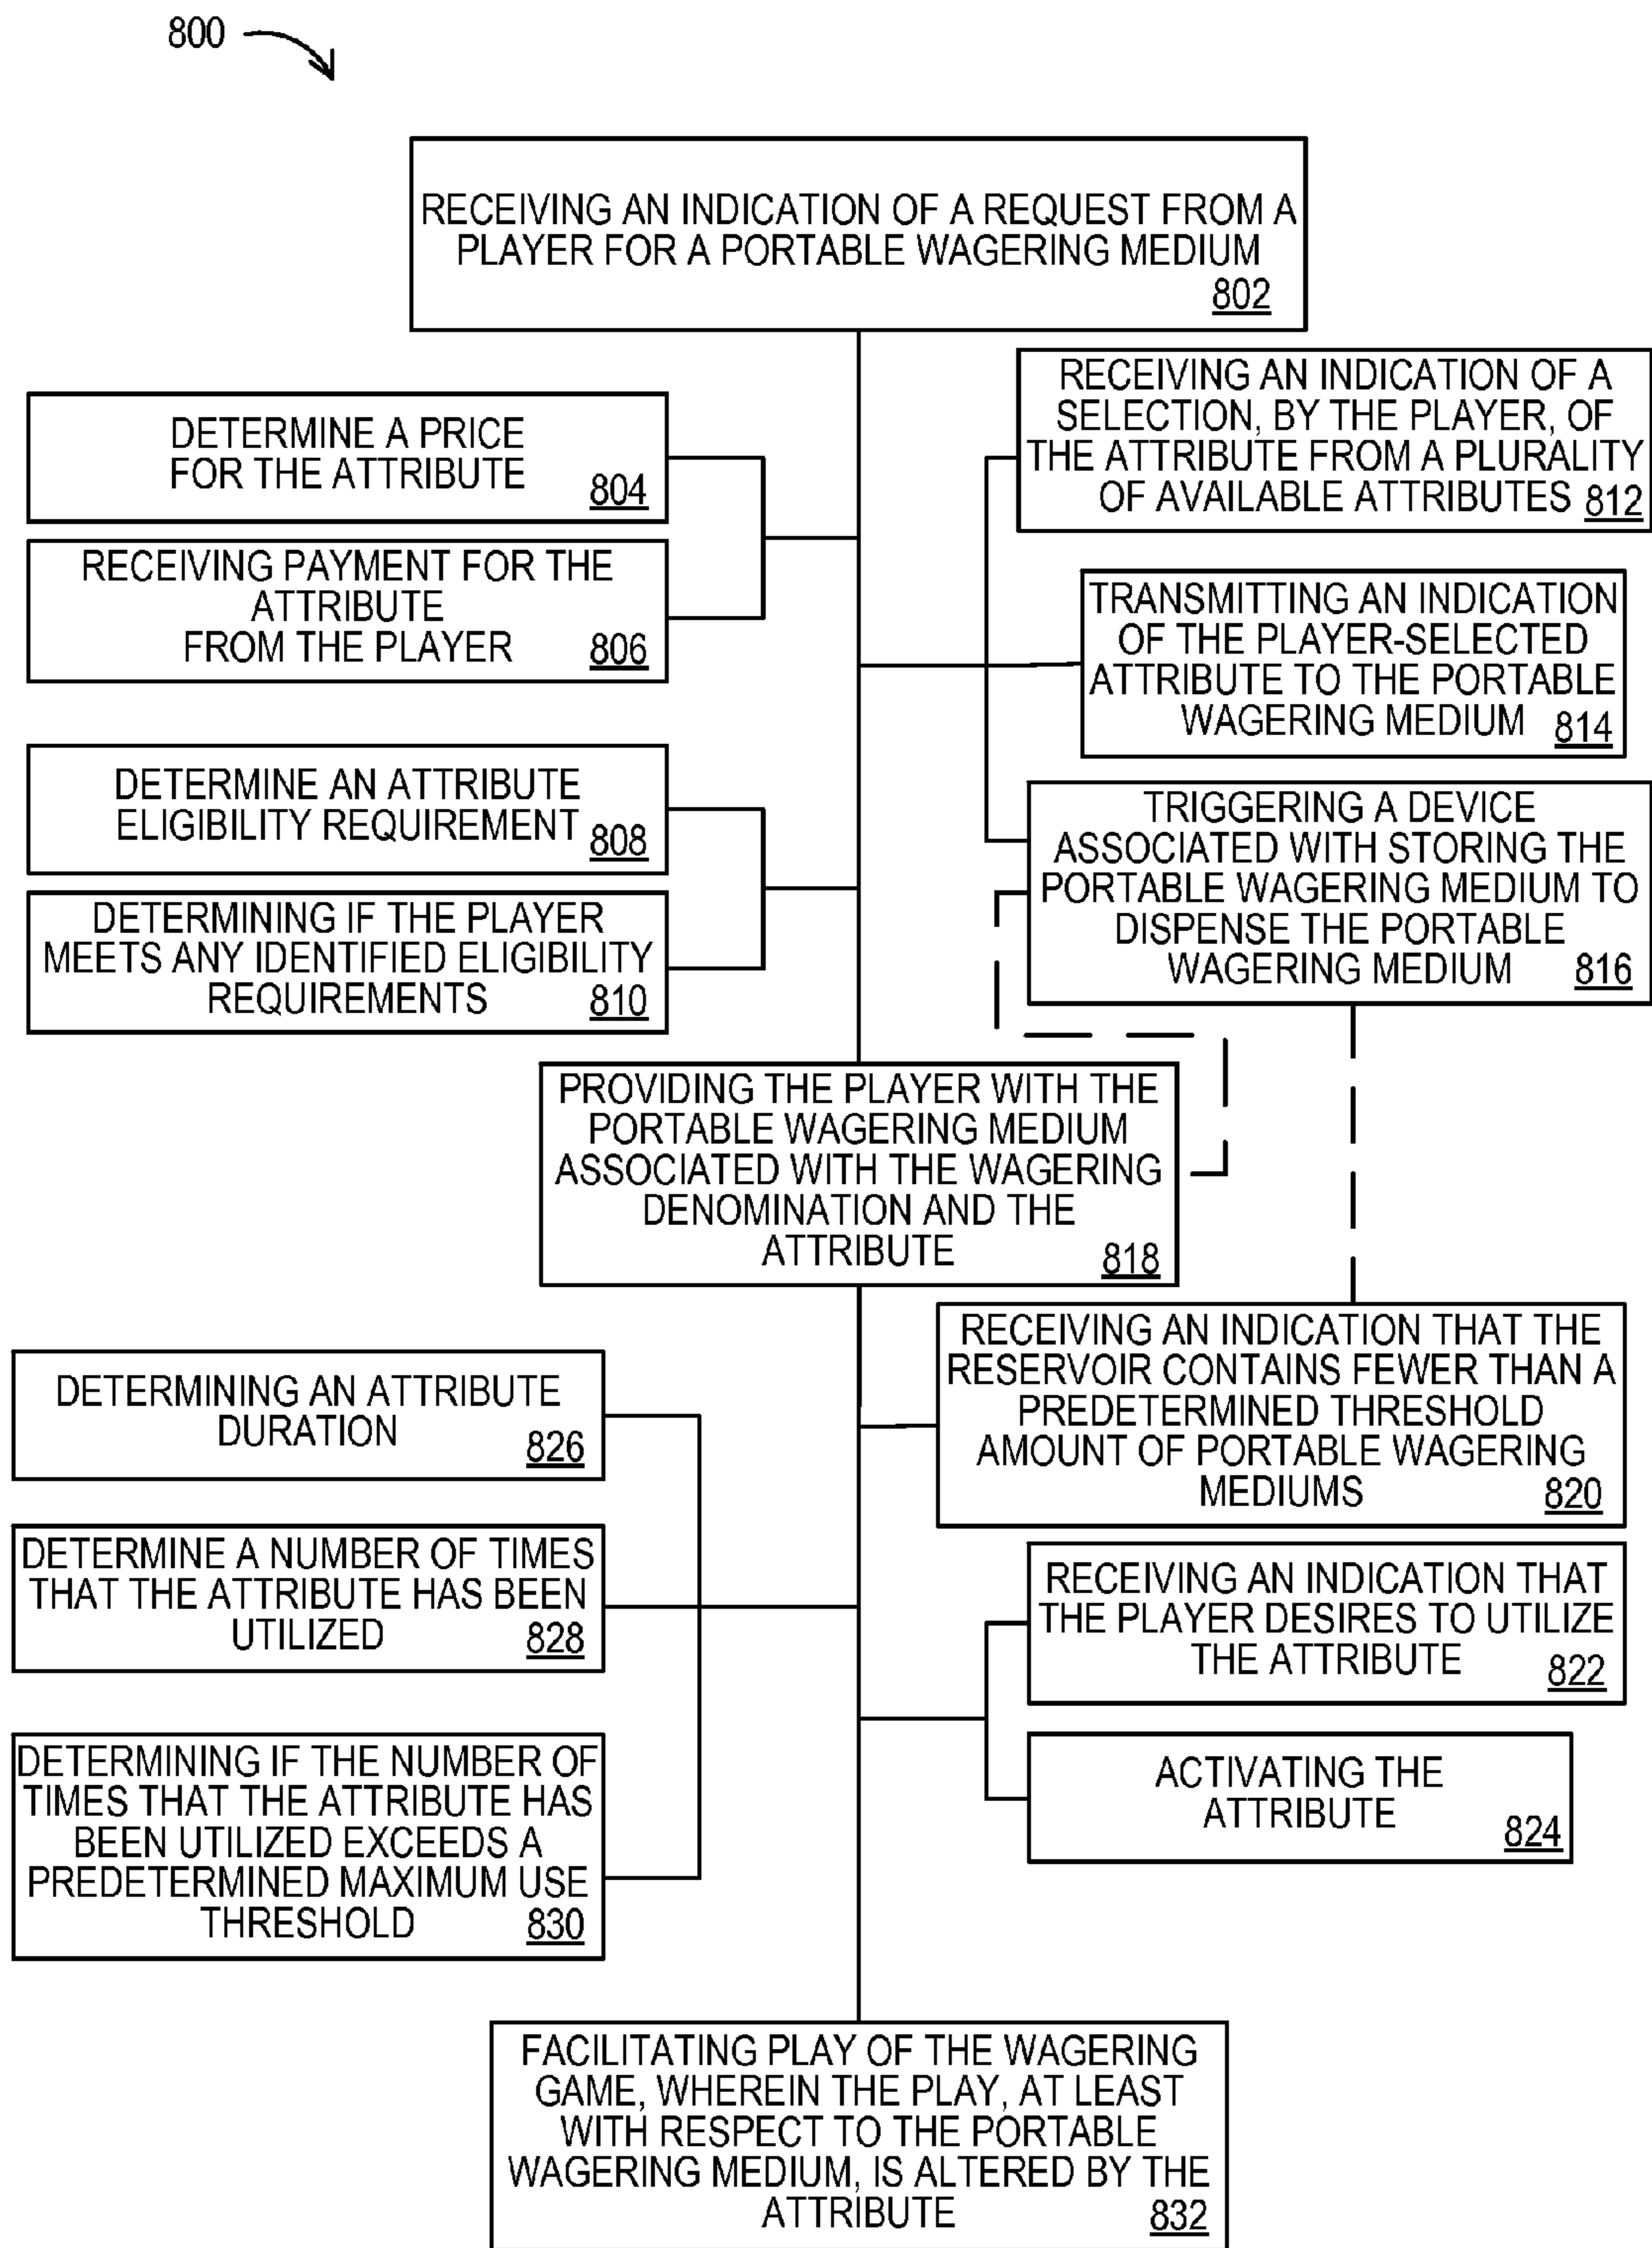 800
RECEIVING AN INDICATION OF A REQUEST FROM A
PLAYER FOR A PORTABLE WAGERING MEDIUM
802
DETERMINE A PRICE
FOR THE ATTRIBUTE
804
RECEIVING PAYMENT FOR THE
ATTRIBUTE
FROM THE PLAYER
806
DETERMINE AN ATTRIBUTE
ELIGIBILITY REQUIREMENT
808
DETERMINING IF THE PLAYER
MEETS ANY IDENTIFIED ELIGIBILITY
REQUIREMENTS
810
RECEIVING AN INDICATION OF A
SELECTION, BY THE PLAYER, OF
THE ATTRIBUTE FROM A PLURALITY
OF AVAILABLE ATTRIBUTES 812
TRANSMITTING AN INDICATION
OF THE PLAYER-SELECTED
ATTRIBUTE TO THE PORTABLE
WAGERING MEDIUM 814
TRIGGERING A DEVICE
ASSOCIATED WITH STORING THE
PORTABLE WAGERING MEDIUM TO
DISPENSE THE PORTABLE
WAGERING MEDIUM 816
PROVIDING THE PLAYER WITH THE
PORTABLE WAGERING MEDIUM
ASSOCIATED WITH THE WAGERING
DENOMINATION AND THE
ATTRIBUTE 818
RECEIVING AN INDICATION THAT THE
RESERVOIR CONTAINS FEWER THAN A
PREDETERMINED THRESHOLD
AMOUNT OF PORTABLE WAGERING
MEDIUMS 820
RECEIVING AN INDICATION THAT
THE PLAYER DESIRES TO UTILIZE
THE ATTRIBUTE 822
ACTIVATING THE
ATTRIBUTE
824
DETERMINING AN ATTRIBUTE
DURATION 826
DETERMINE A NUMBER OF TIMES
THAT THE ATTRIBUTE HAS BEEN
UTILIZED 828
DETERMINING IF THE NUMBER OF
TIMES THAT THE ATTRIBUTE HAS
BEEN UTILIZED EXCEEDS A
PREDETERMINED MAXIMUM USE
THRESHOLD 830
FACILITATING PLAY OF THE WAGERING
GAME, WHEREIN THE PLAY, AT LEAST
WITH RESPECT TO THE PORTABLE
WAGERING MEDIUM, IS ALTERED BY THE
ATTRIBUTE 832